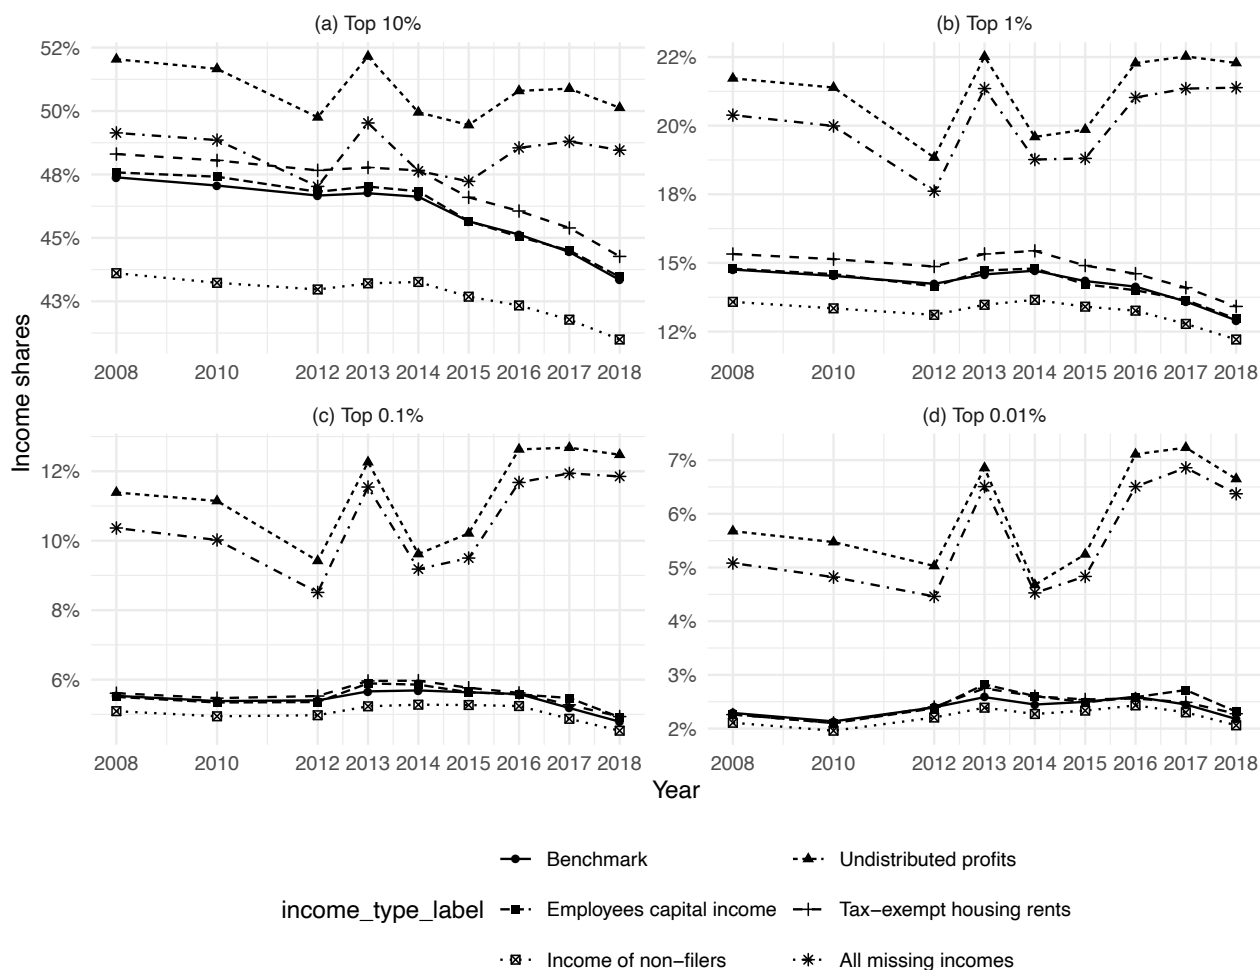 (a) Top 10%
(b) Top 1%
52%
50%
48%
45%
43%
22%
20%
18%
15%
12%
2008 2010 2012 2013 2014 2015 2016 2017 2018
2008 2010 2012 2013 2014 2015 2016 2017 2018
Income shares
(c) Top 0.1%
(d) Top 0.01%
12%
10%
8%
6%
7%
6%
5%
4%
3%
2%
2008 2010 2012 2013 2014 2015 2016 2017 2018
2008 2010 2012 2013 2014 2015 2016 2017 2018
Year
income_type_label
Benchmark
Employees capital income
Income of non−filers
Undistributed profits
Tax−exempt housing rents
All missing incomes